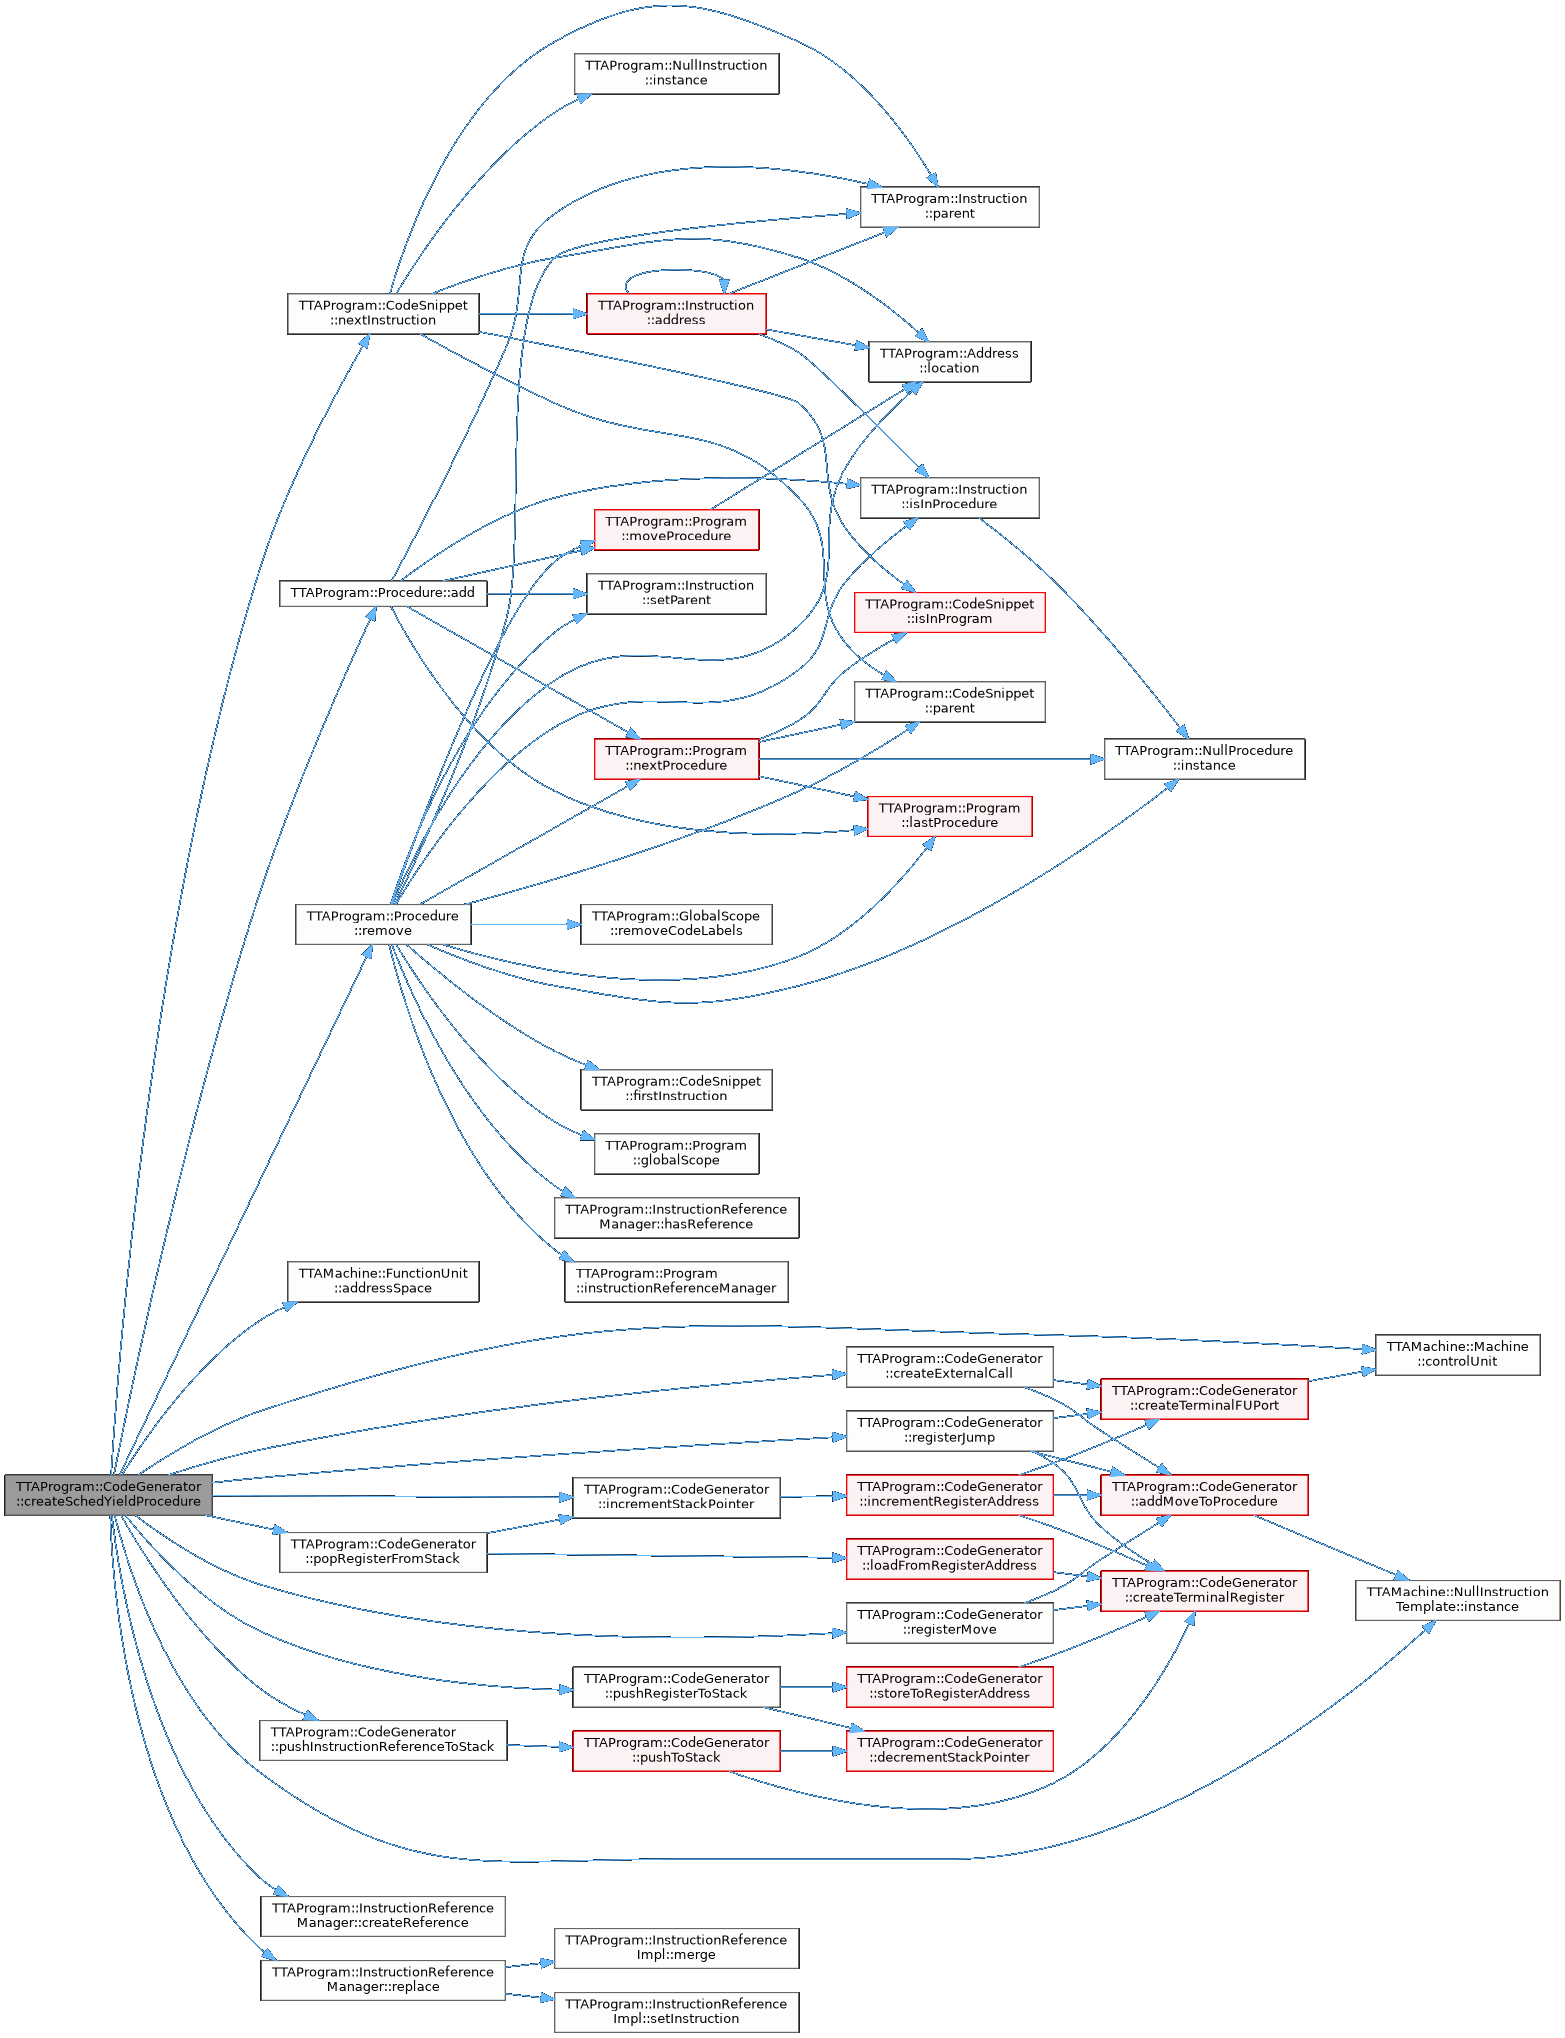 TTAProgram::NullInstruction
::instance
TTAProgram::Instruction
::parent
TTAProgram::CodeSnippet
::nextInstruction
TTAProgram::Instruction
::address
TTAProgram::Address
::location
TTAProgram::Instruction
::isInProcedure
TTAProgram::Program
::moveProcedure
TTAProgram::Procedure::add
TTAProgram::Instruction
::setParent
TTAProgram::CodeSnippet
::isInProgram
TTAProgram::CodeSnippet
::parent
TTAProgram::Program
::nextProcedure
TTAProgram::NullProcedure
::instance
TTAProgram::Program
::lastProcedure
TTAProgram::Procedure
::remove
TTAProgram::GlobalScope
::removeCodeLabels
TTAProgram::CodeSnippet
::firstInstruction
TTAProgram::Program
::globalScope
TTAProgram::InstructionReference
Manager::hasReference
TTAMachine::FunctionUnit
::addressSpace
TTAProgram::Program
::instructionReferenceManager
TTAMachine::Machine
::controlUnit
TTAProgram::CodeGenerator
::createExternalCall
TTAProgram::CodeGenerator
::createTerminalFUPort
TTAProgram::CodeGenerator
::registerJump
TTAProgram::CodeGenerator
::createSchedYieldProcedure
TTAProgram::CodeGenerator
::incrementStackPointer
TTAProgram::CodeGenerator
::incrementRegisterAddress
TTAProgram::CodeGenerator
::addMoveToProcedure
TTAProgram::CodeGenerator
::popRegisterFromStack
TTAProgram::CodeGenerator
::loadFromRegisterAddress
TTAProgram::CodeGenerator
::createTerminalRegister
TTAMachine::NullInstruction
Template::instance
TTAProgram::CodeGenerator
::registerMove
TTAProgram::CodeGenerator
::pushRegisterToStack
TTAProgram::CodeGenerator
::storeToRegisterAddress
TTAProgram::CodeGenerator
::pushInstructionReferenceToStack
TTAProgram::CodeGenerator
::pushToStack
TTAProgram::CodeGenerator
::decrementStackPointer
TTAProgram::InstructionReference
Manager::createReference
TTAProgram::InstructionReference
Manager::replace
TTAProgram::InstructionReference
Impl::merge
TTAProgram::InstructionReference
Impl::setInstruction